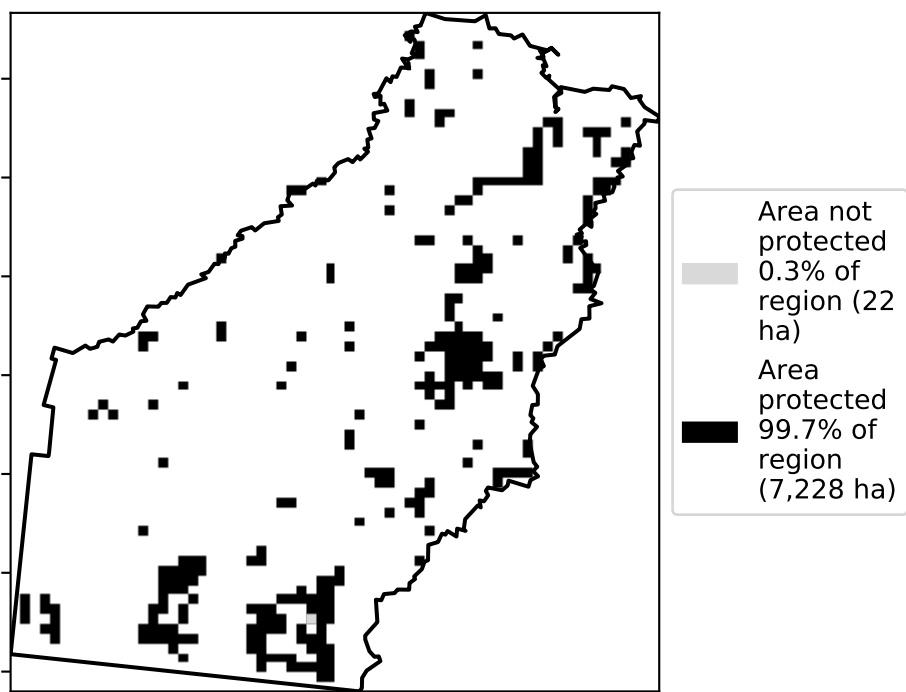 Area not
protected
0.3% of
region (22
ha)
Area
protected
99.7% of
region
(7,228 ha)